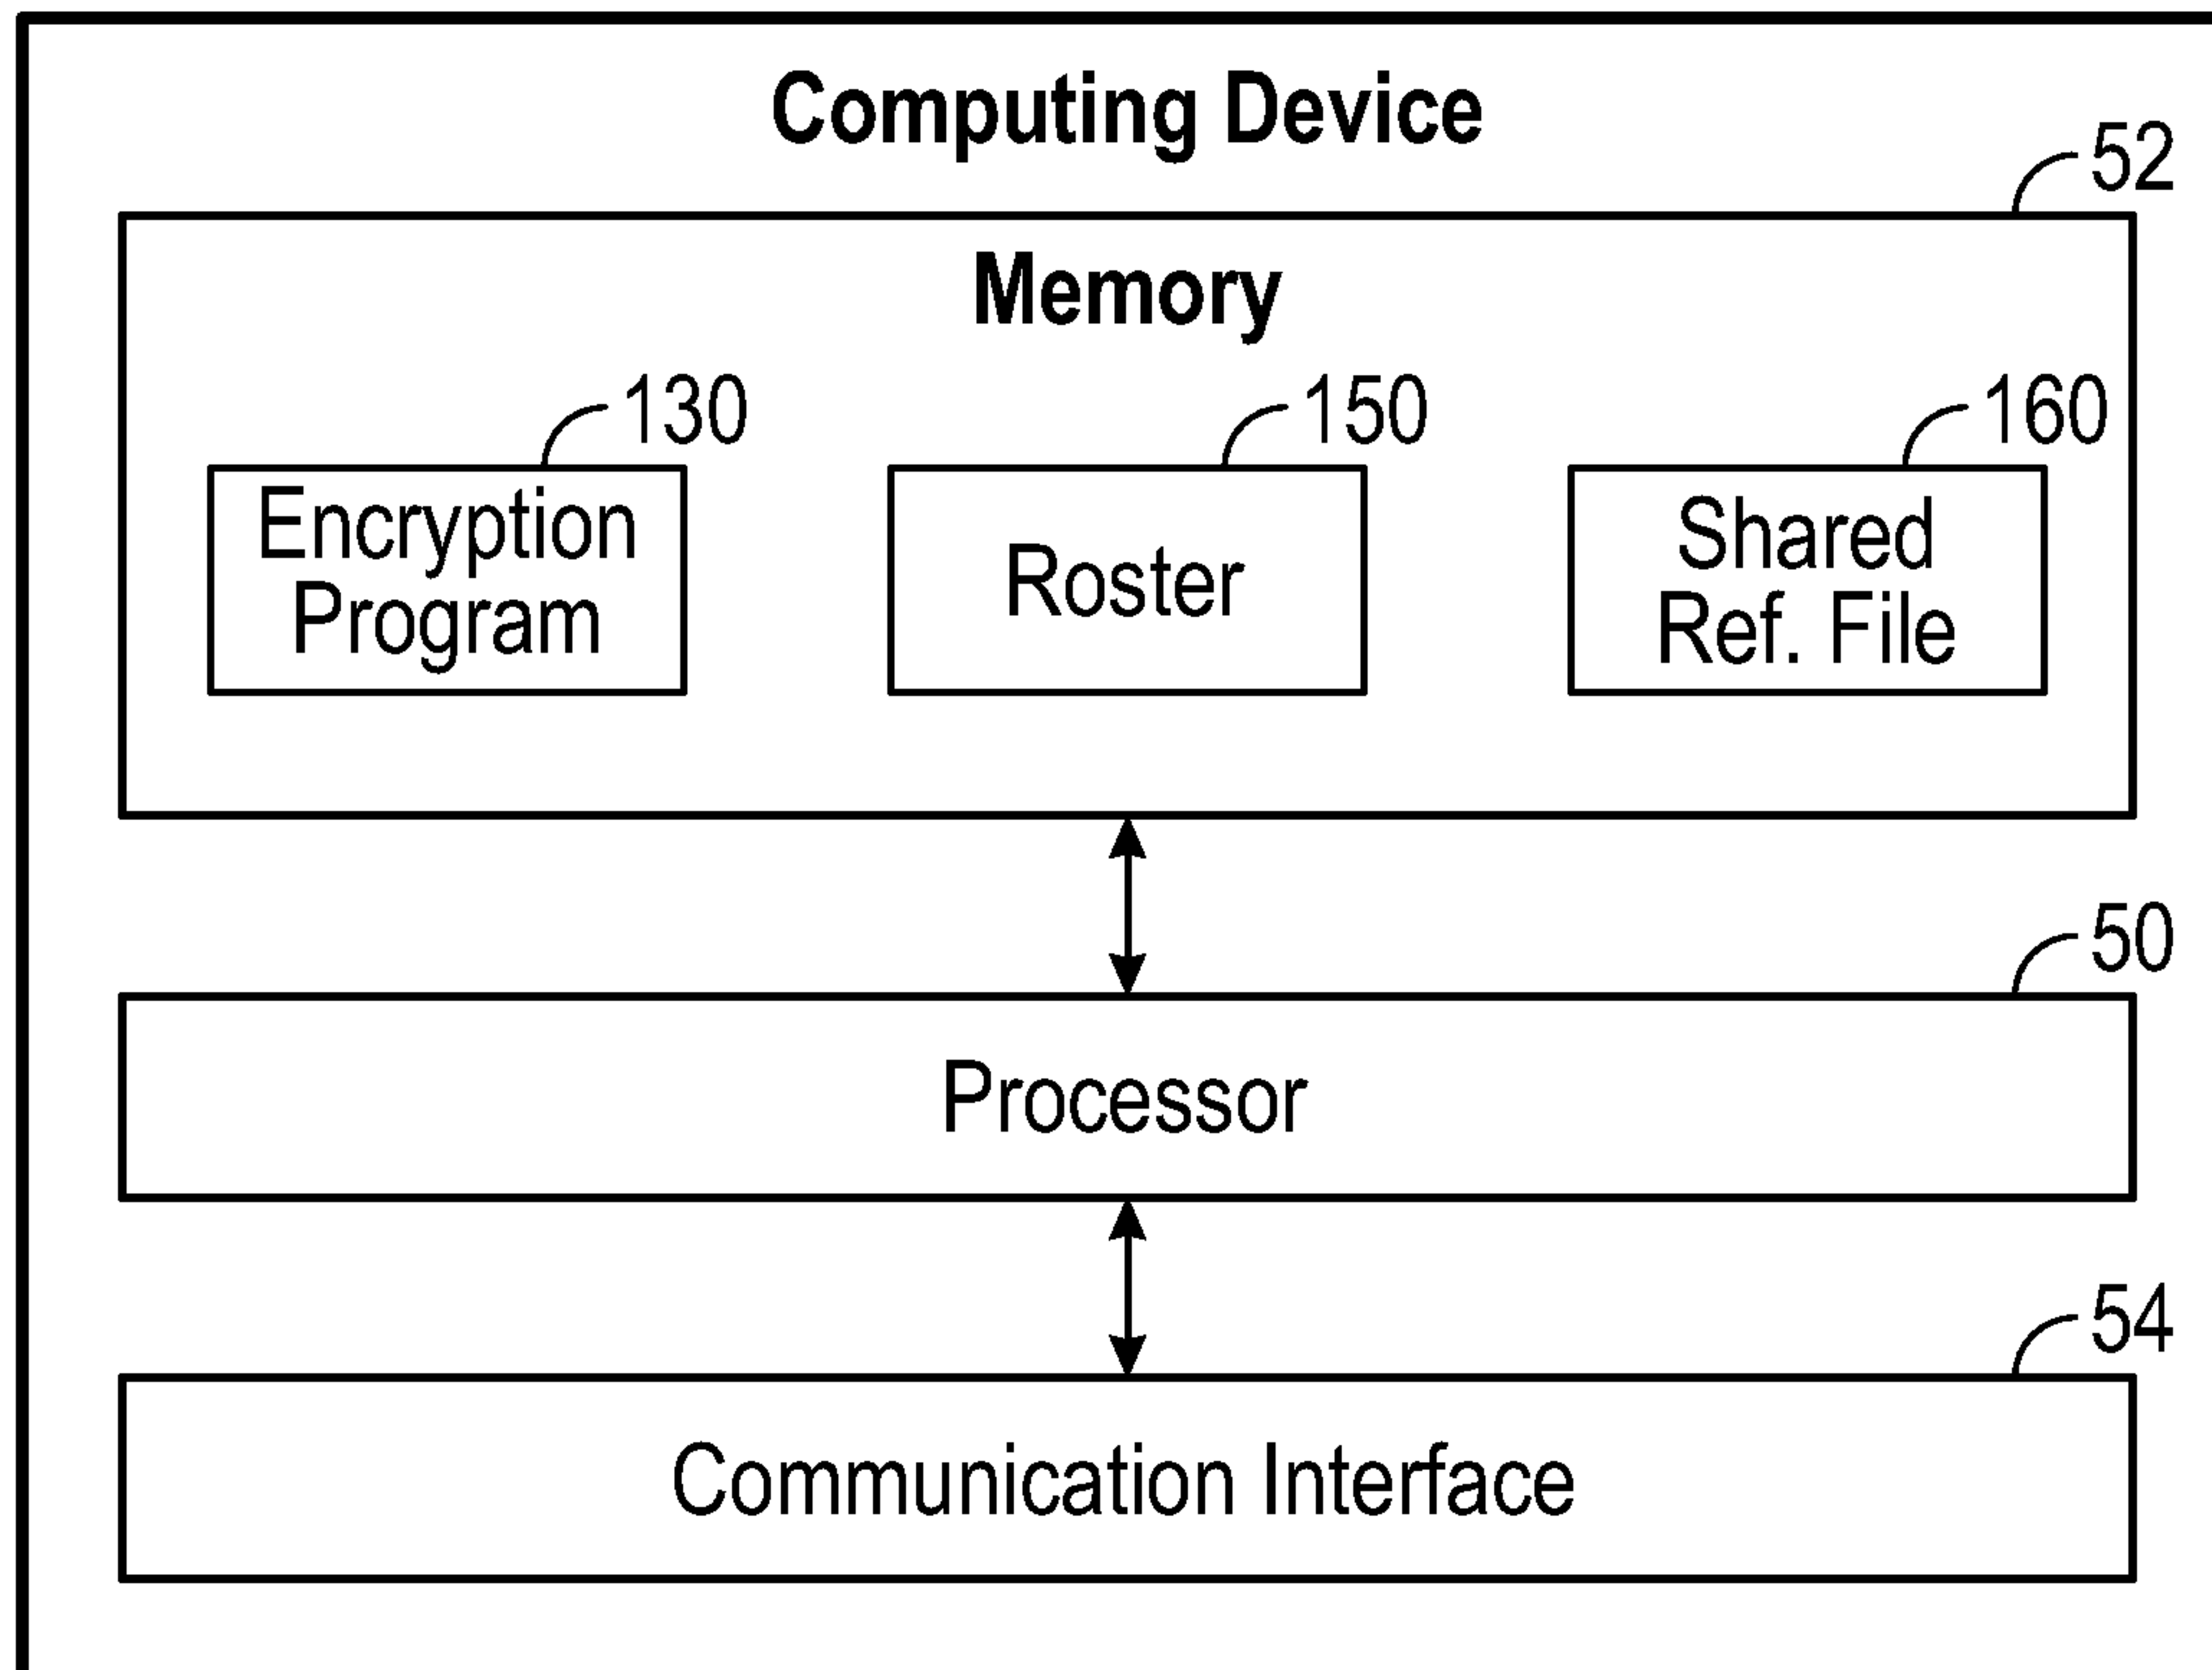 Computing Device
52
Memory
130
150
160
Encryption
Program
Roster
Shared
Ref. File
50
Processor
54
Communication Interface